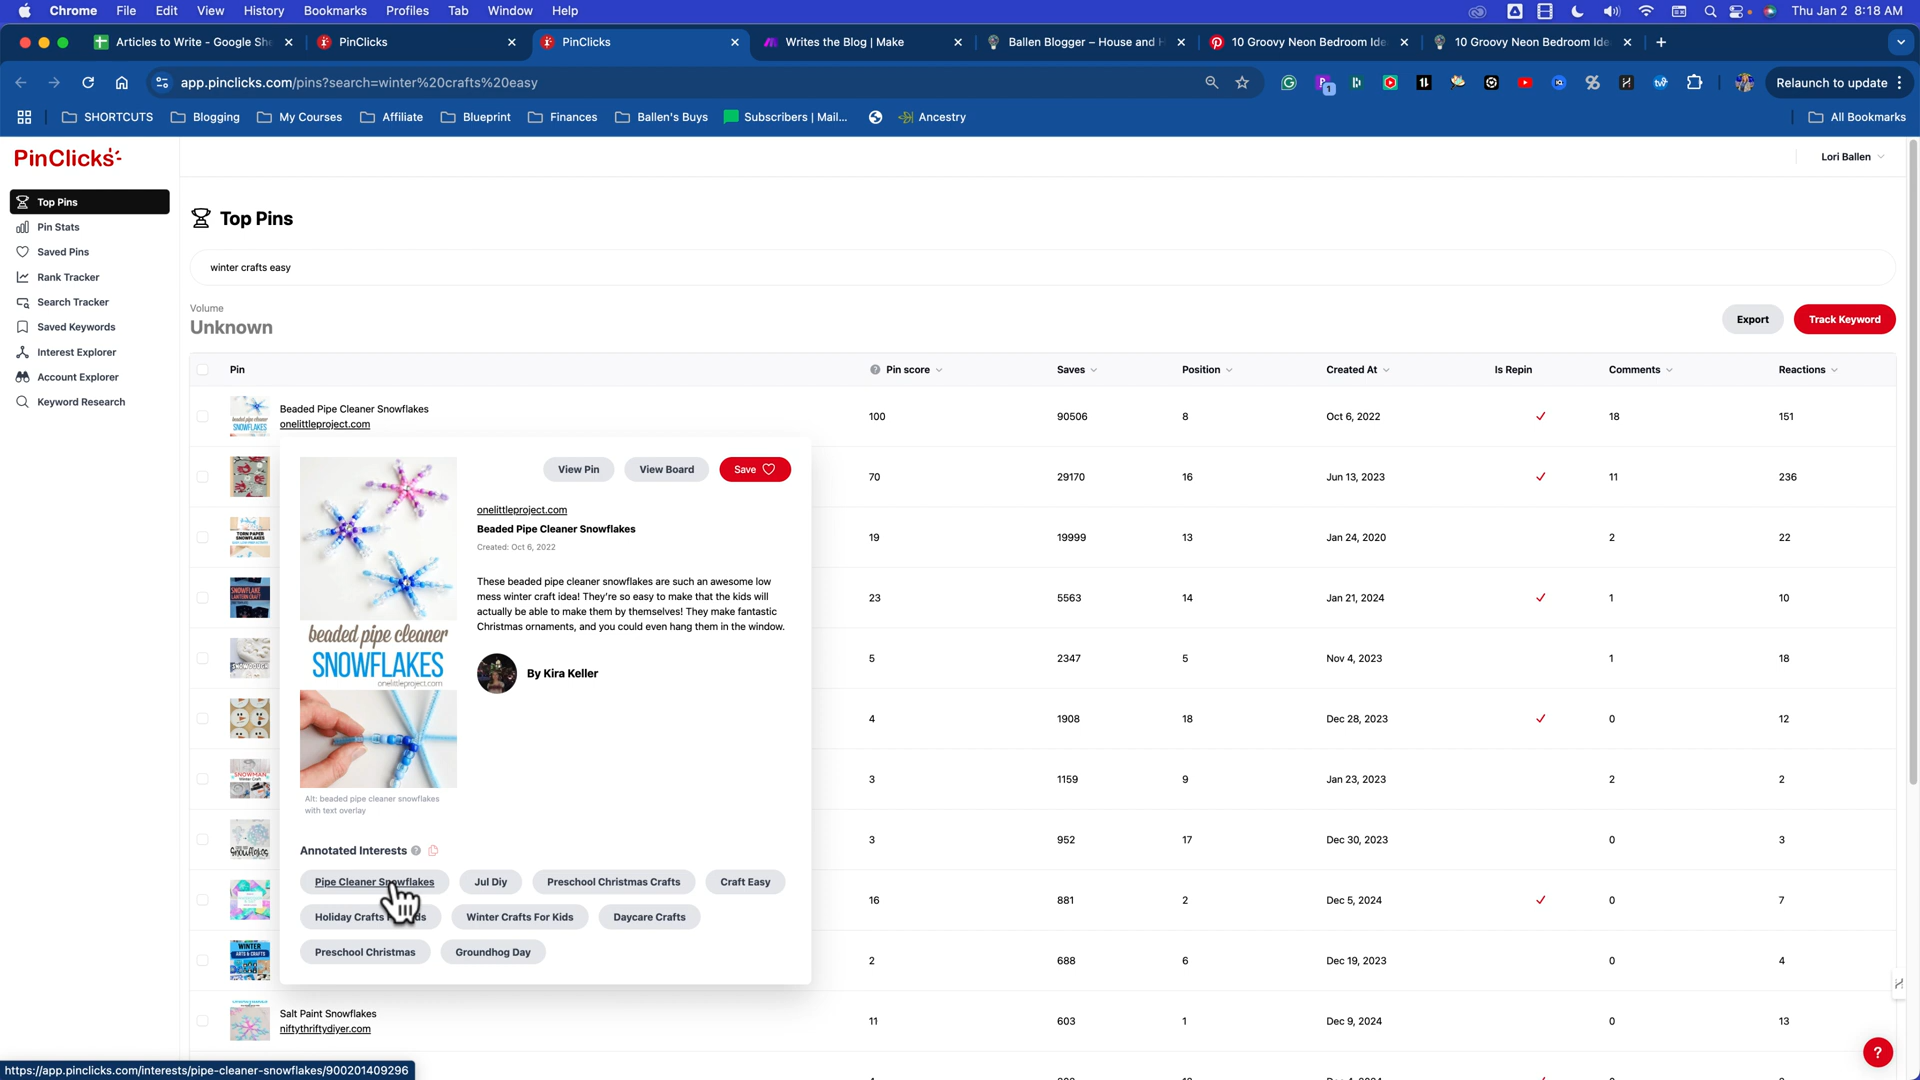 Chrome File Edit View History Bookmarks Profiles Tab Window Help Thu Jan 2 8:18 AM
Articles to Write - Google She PinClicks PinClicks Writes the Blog | Make Ballen Blogger – House and H 10 Groovy Neon Bedroom Ide 10 Groovy Neon Bedroom Ide
app.pinclicks.com/pins?search=winter%20crafts%20easy 1 Relaunch to update
SHORTCUTS Blogging My Courses Affiliate Blueprint Finances Ballen's Buys Subscribers | Mail... Ancestry All Bookmarks
PinClicks
Lori Ballen
Top Pins
Pin Stats
Saved Pins
Rank Tracker
Search Tracker
Saved Keywords
Interest Explorer
Account Explorer
Keyword Research
Top Pins
winter crafts easy
Volume
Unknown
Export Track Keyword
Pin Pin score Saves Position Created At Is Repin Comments Reactions
Beaded Pipe Cleaner Snowflakes
onelittleproject.com
100 90506 8 Oct 6, 2022 18 151
70 29170 16 Jun 13, 2023 11 236
19 19999 13 Jan 24, 2020 2 22
23 5563 14 Jan 21, 2024 1 10
5 2347 5 Nov 4, 2023 1 18
4 1908 18 Dec 28, 2023 0 12
3 1159 9 Jan 23, 2023 2 2
3 952 17 Dec 30, 2023 0 3
16 881 2 Dec 5, 2024 0 7
2 688 6 Dec 19, 2023 0 4
Salt Paint Snowflakes
niftythriftydiyer.com
11 603 1 Dec 9, 2024 0 13
View Pin View Board Save
onelittleproject.com
Beaded Pipe Cleaner Snowflakes
Created: Oct 6, 2022
These beaded pipe cleaner snowflakes are such an awesome low
mess winter craft idea! They're so easy to make that the kids will
actually be able to make them by themselves! They make fantastic
Christmas ornaments, and you could even hang them in the window.
By Kira Keller
beaded pipe cleaner
SNOWFLAKES
onelittleproject.com
Alt: beaded pipe cleaner snowflakes
with text overlay
Annotated Interests
Pipe Cleaner Snowflakes Jul Diy Preschool Christmas Crafts Craft Easy
Holiday Crafts Winter Crafts For Kids Daycare Crafts
Preschool Christmas Groundhog Day
https://app.pinclicks.com/interests/pipe-cleaner-snowflakes/900201409296
?